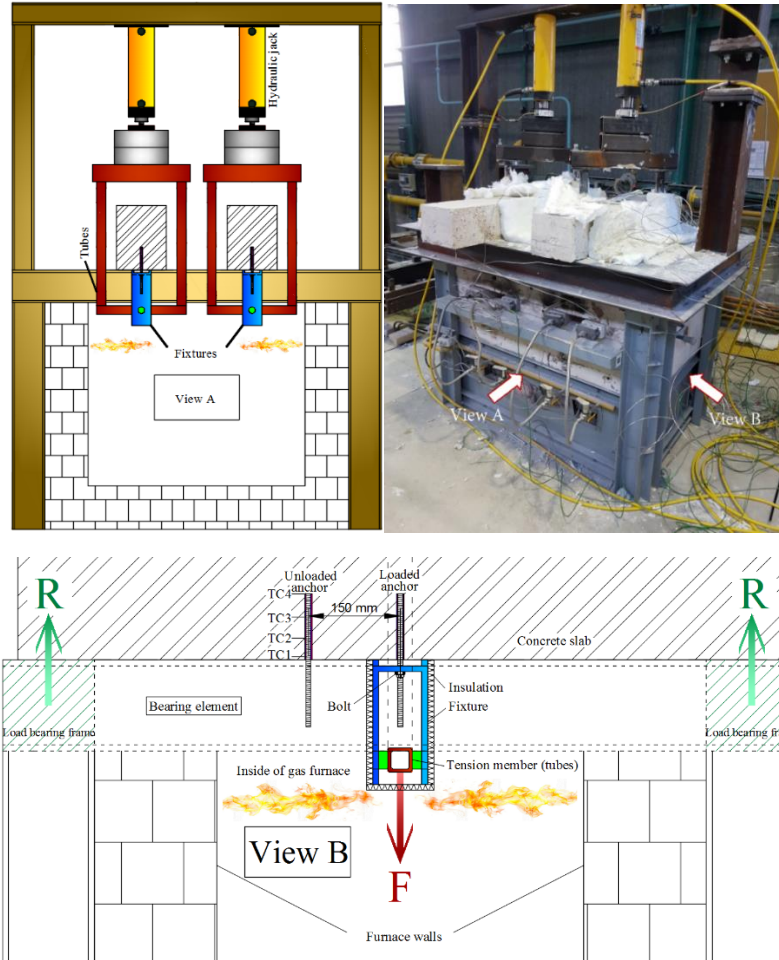 Hydraulic jack
Tubes
Fixtures
View A
View A
View B
R
Unloaded
anchor
Loaded
anchor
R
TC4
TC3
150 mm
TC2
TC1
Concrete slab
Bearing element
Bolt
Insulation
Fixture
Load bearing frame
Load bearing fr
Inside of gas furnace
Tension member (tubes)
View B
F
Furnace walls